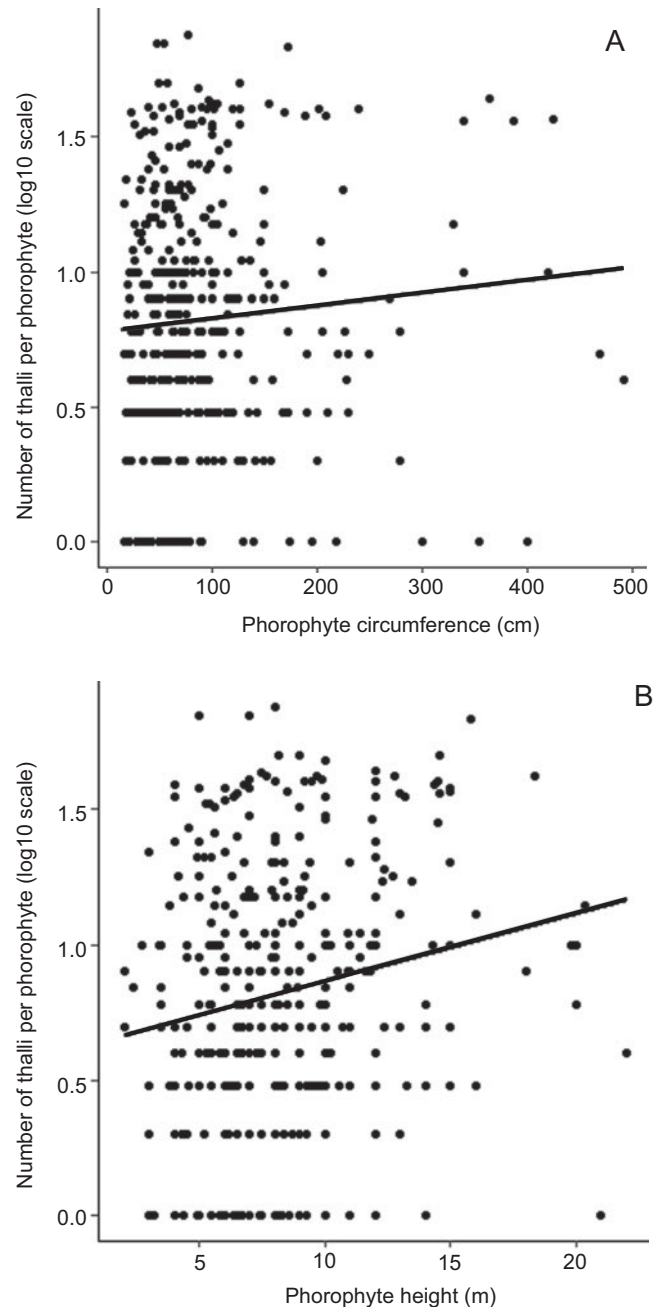 A
Number of thalli per phorophyte (log10 scale)
1.5
1.0
0.5
0.0
0 100 200 300 400 500
Phorophyte circumference (cm)
B
Number of thalli per phorophyte (log10 scale)
1.5
1.0
0.5
0.0
5 10 15 20
Phorophyte height (m)